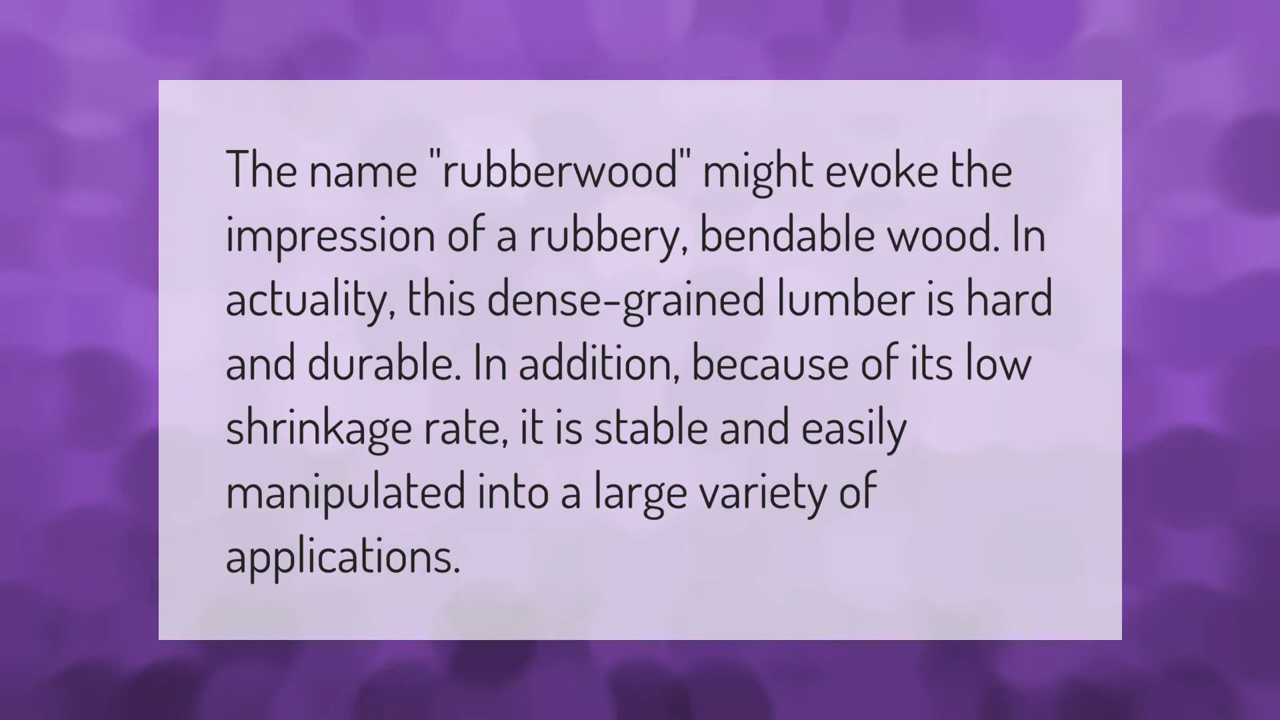 The name "rubberwood" might evoke the
impression of a rubbery, bendable wood. In
actuality, this dense-grained lumber is hard
and durable. In addition, because of its low
shrinkage rate, it is stable and easily
manipulated into a large variety of
applications.